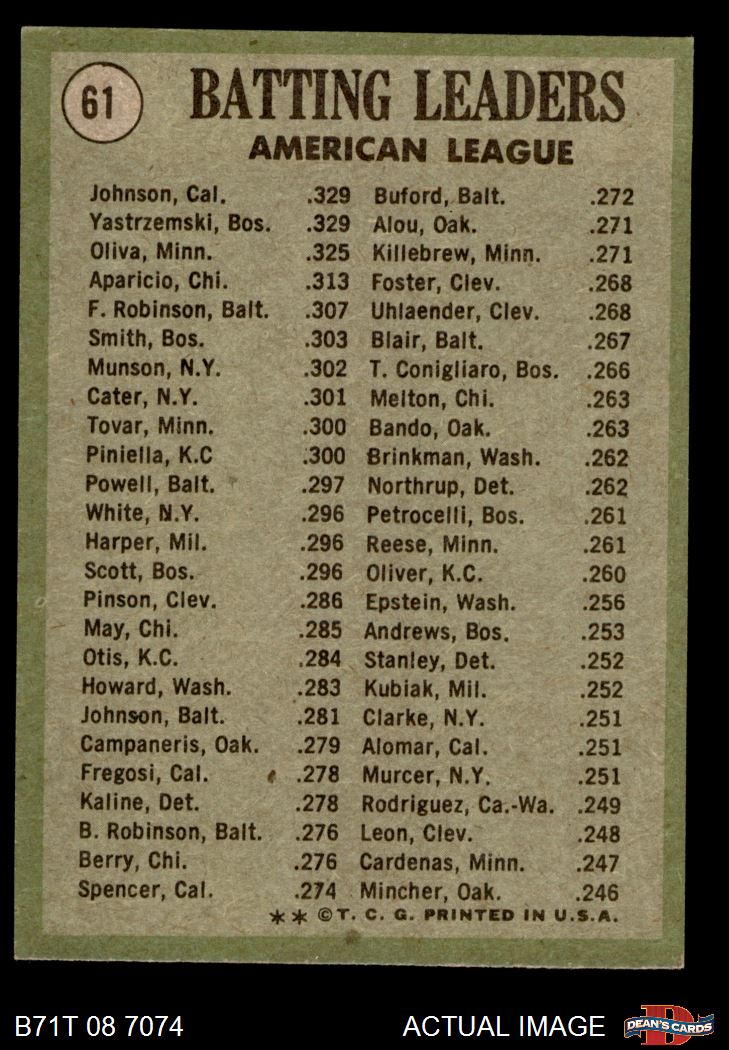 61
BATTING LEADERS
AMERICAN LEAGUE
Johnson, Cal. .329 Buford, Balt. .272
Yastrzemski, Bos. .329 Alou, Oak. .271
Oliva, Minn. .325 Killebrew, Minn. .271
Aparicio, Chi. .313 Foster, Clev. .268
F. Robinson, Balt. .307 Uhlaender, Clev. .268
Smith, Bos. .303 Blair, Balt. .267
Munson, N.Y. .302 T. Conigliaro, Bos. .266
Cater, N.Y. .301 Melton, Chi. .263
Tovar, Minn. .300 Bando, Oak. .263
Piniella, K.C .300 Brinkman, Wash. .262
Powell, Balt. .297 Northrup, Det. .262
White, N.Y. .296 Petrocelli, Bos. .261
Harper, Mil. .296 Reese, Minn. .261
Scott, Bos. .296 Oliver, K.C. .260
Pinson, Clev. .286 Epstein, Wash. .256
May, Chi. .285 Andrews, Bos. .253
Otis, K.C. .284 Stanley, Det. .252
Howard, Wash. .283 Kubiak, Mil. .252
Johnson, Balt. .281 Clarke, N.Y. .251
Campaneris, Oak. .279 Alomar, Cal. .251
Fregosi, Cal. .278 Murcer, N.Y. .251
Kaline, Det. .278 Rodriguez, Ca.-Wa. .249
B. Robinson, Balt. .276 Leon, Clev. .248
Berry, Chi. .276 Cardenas, Minn. .247
Spencer, Cal. .274 Mincher, Oak. .246
** ©T. C. G. PRINTED IN U.S.A.
B71T 08 7074 ACTUAL IMAGE D DEAN'S CARDS